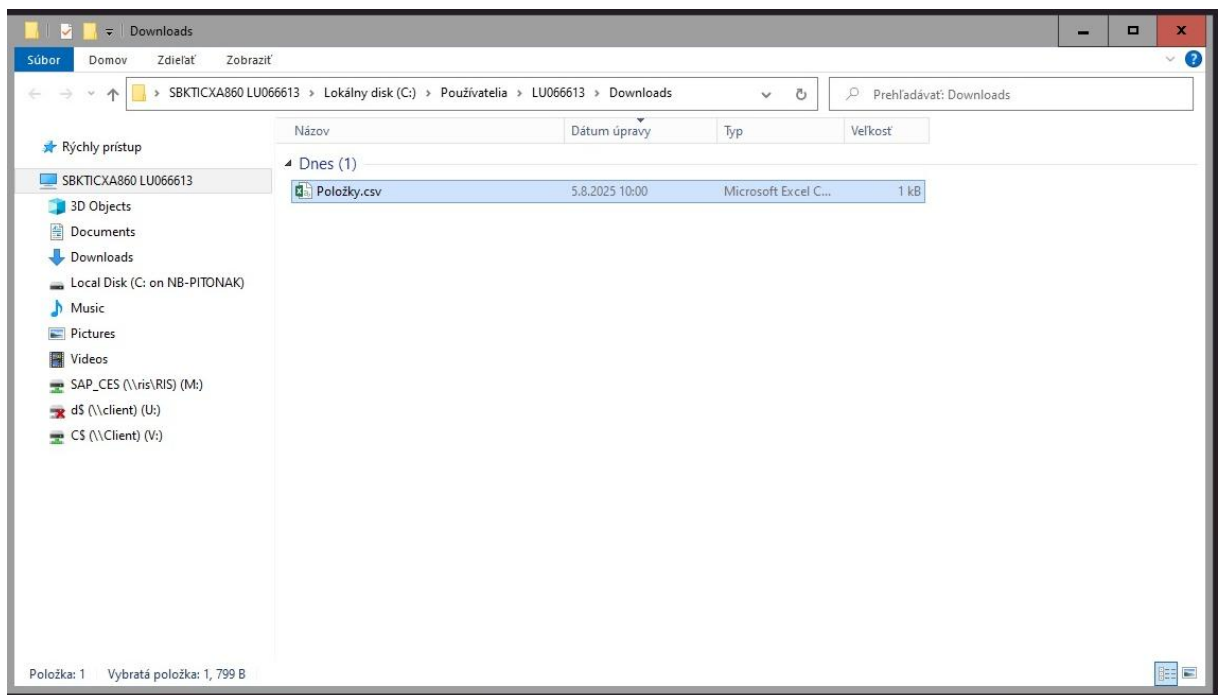 Downloads
Súbor Domov Zdieľať Zobraziť
SBKTICXA860 LU066613 › Lokálny disk (C:) › Používatelia › LU066613 › Downloads
Prehľadávať: Downloads
Názov Dátum úpravy Typ Veľkosť
Rýchly prístup
SBKTICXA860 LU066613
3D Objects
Documents
Downloads
Local Disk (C: on NB-PITONAK)
Music
Pictures
Videos
SAP_CES (\\ris\RIS) (M:)
d$ (\\client) (U:)
C$ (\\Client) (V:)
Dnes (1)
Položky.csv 5.8.2025 10:00 Microsoft Excel C... 1 kB
Položka: 1 Vybratá položka: 1, 799 B